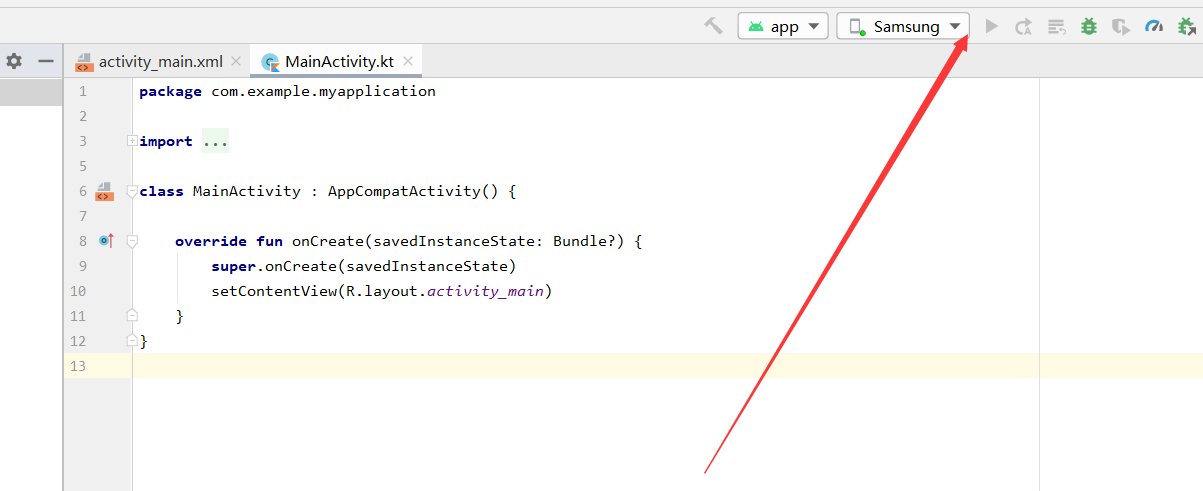 app Samsung
activity_main.xml MainActivity.kt
1 package com.example.myapplication
2
3 import ...
5
6 class MainActivity : AppCompatActivity() {
7
8 override fun onCreate(savedInstanceState: Bundle?) {
9 super.onCreate(savedInstanceState)
10 setContentView(R.layout.activity_main)
11 }
12 }
13